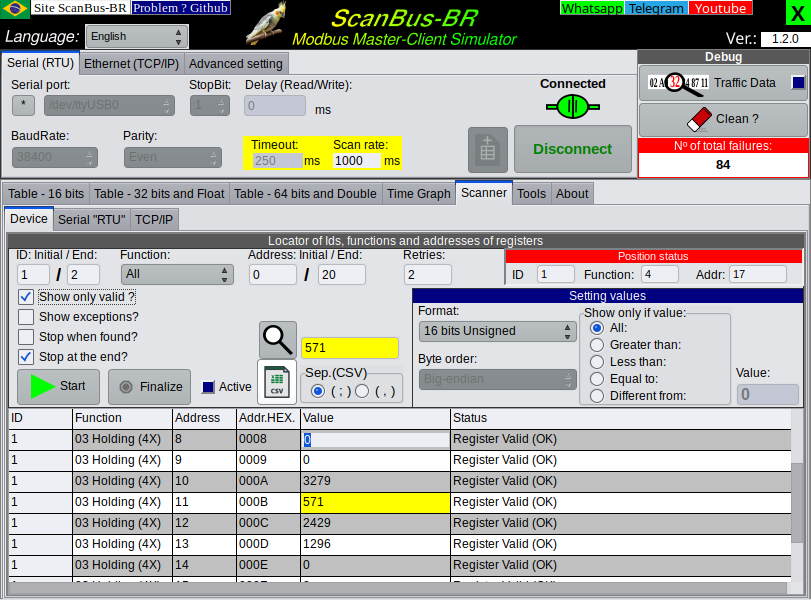 Site ScanBus-BR Problem ? Github
Whatsapp Telegram Youtube
X
Language: English
ScanBus-BR
Modbus Master-Client Simulator
Ver.: 1.2.0
Serial (RTU) Ethernet (TCP/IP) Advanced setting
Debug
Serial port: StopBit: Delay (Read/Write):
* /dev/ttyUSB0 1 0 ms
Connected
Traffic Data
Clean ?
BaudRate: Parity:
38400 Even
Timeout: Scan rate:
250 ms 1000 ms
Disconnect
Nº of total failures:
84
Table - 16 bits Table - 32 bits and Float Table - 64 bits and Double Time Graph Scanner Tools About
Device Serial "RTU" TCP/IP
Locator of Ids, functions and addresses of registers
ID: Initial / End: Function: Address: Initial / End: Retries:
1 / 2 All 0 / 20 2
Position status
ID 1 Function: 4 Addr: 17
Show only valid ?
Show exceptions?
Stop when found?
Stop at the end?
571
Setting values
Format:
16 bits Unsigned
Byte order:
Big-endian
Show only if value:
All:
Greater than:
Less than:
Equal to:
Different from:
Value:
0
Start Finalize Active
CSV
Sep.(CSV)
( ; ) ( , )
ID Function Address Addr.HEX. Value Status
1 03 Holding (4X) 8 0008 0 Register Valid (OK)
1 03 Holding (4X) 9 0009 0 Register Valid (OK)
1 03 Holding (4X) 10 000A 3279 Register Valid (OK)
1 03 Holding (4X) 11 000B 571 Register Valid (OK)
1 03 Holding (4X) 12 000C 2429 Register Valid (OK)
1 03 Holding (4X) 13 000D 1296 Register Valid (OK)
1 03 Holding (4X) 14 000E 0 Register Valid (OK)